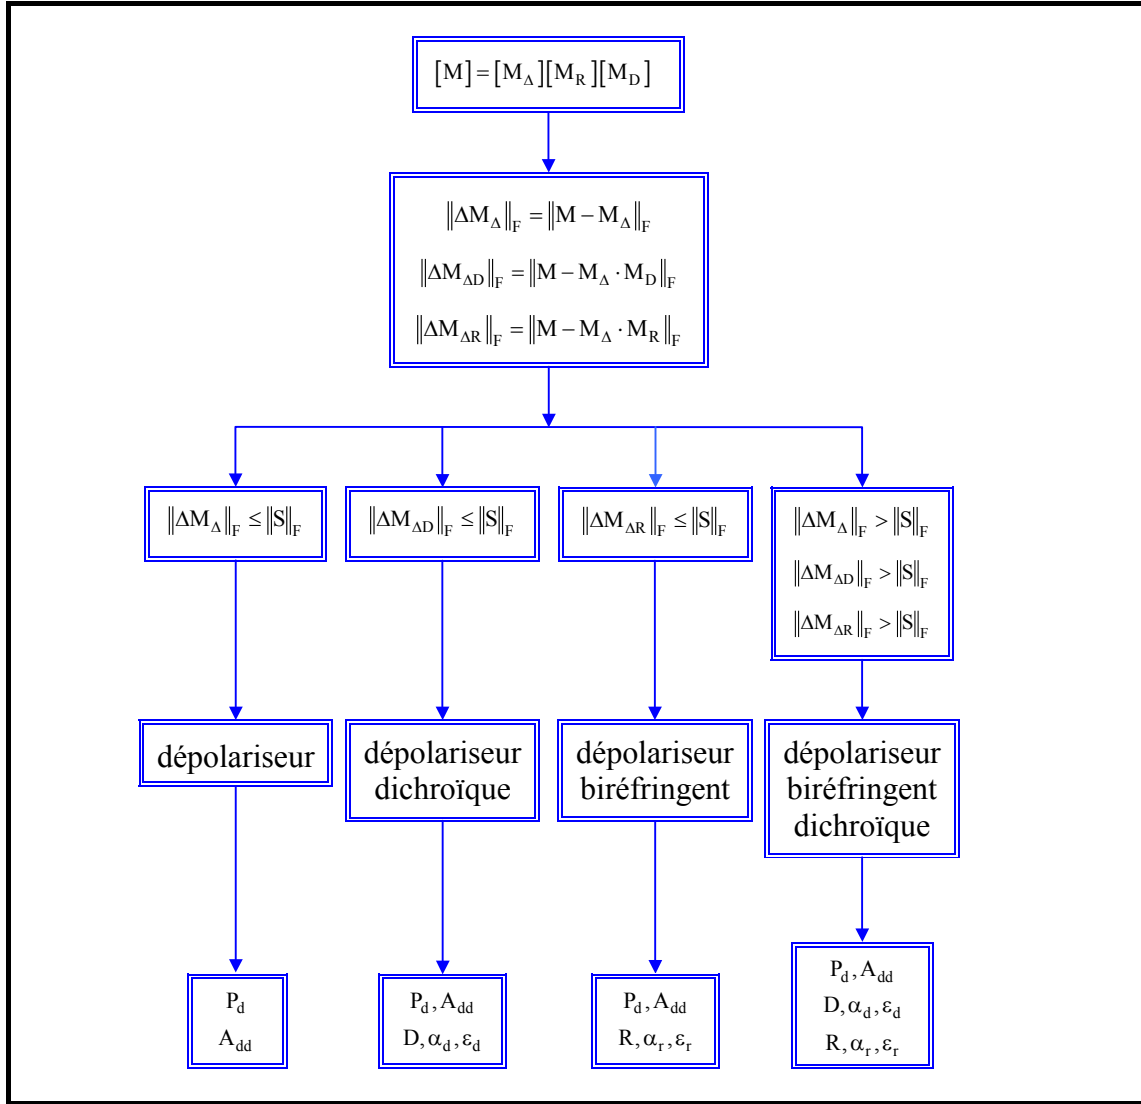 [M]=[M_Δ][M_R][M_D]
‖ΔM_Δ‖_F = ‖M − M_Δ‖_F
‖ΔM_ΔD‖_F = ‖M − M_Δ · M_D‖_F
‖ΔM_ΔR‖_F = ‖M − M_Δ · M_R‖_F
‖ΔM_Δ‖_F ≤ ‖S‖_F
‖ΔM_ΔD‖_F ≤ ‖S‖_F
‖ΔM_ΔR‖_F ≤ ‖S‖_F
‖ΔM_Δ‖_F > ‖S‖_F
‖ΔM_ΔD‖_F > ‖S‖_F
‖ΔM_ΔR‖_F > ‖S‖_F
dépolariseur
dépolariseur
dichroïque
dépolariseur
biréfringent
dépolariseur
biréfringent
dichroïque
P_d
A_dd
P_d, A_dd
D, α_d, ε_d
P_d, A_dd
R, α_r, ε_r
P_d, A_dd
D, α_d, ε_d
R, α_r, ε_r